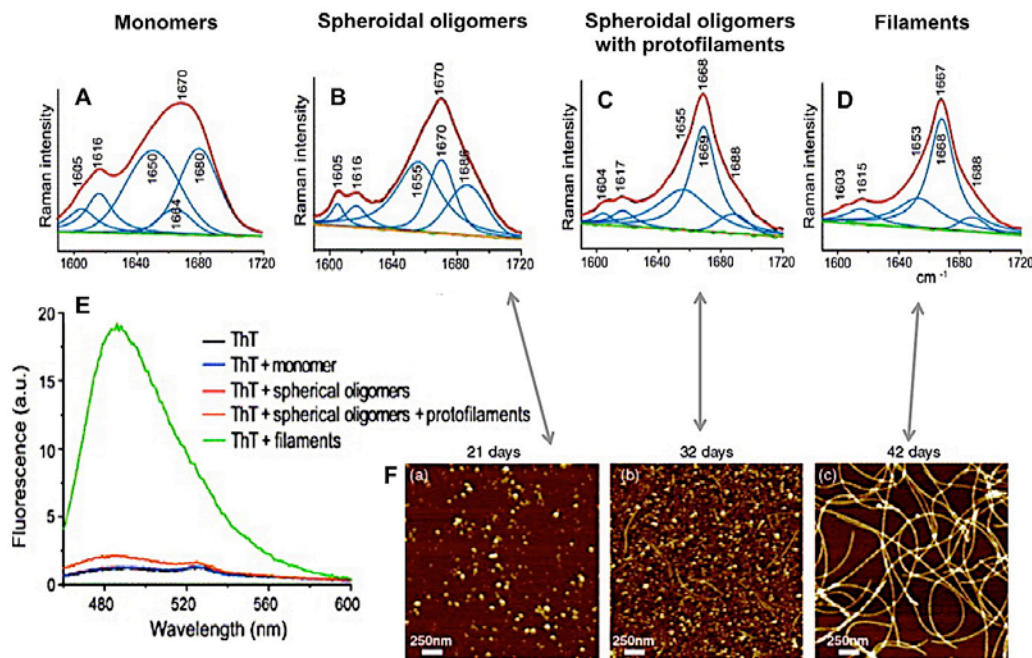 Monomers
Spheroidal oligomers
Spheroidal oligomers
with protofilaments
Filaments
A
Raman intensity
1605
1616
1650
1670
1664
1680
1600 1640 1680 1720
B
Raman intensity
1605
1616
1655
1670
1670
1686
1600 1640 1680 1720
C
Raman intensity
1604
1617
1655
1668
1669
1688
1600 1640 1680 1720
D
Raman intensity
1603
1615
1653
1667
1668
1688
1600 1640 1680 1720
cm⁻¹
E
Fluorescence (a.u.)
20
15
10
5
0
ThT
ThT + monomer
ThT + spherical oligomers
ThT + spherical oligomers + protofilaments
ThT + filaments
480 520 560 600
Wavelength (nm)
F
21 days
(a)
250nm
32 days
(b)
250nm
42 days
(c)
250nm